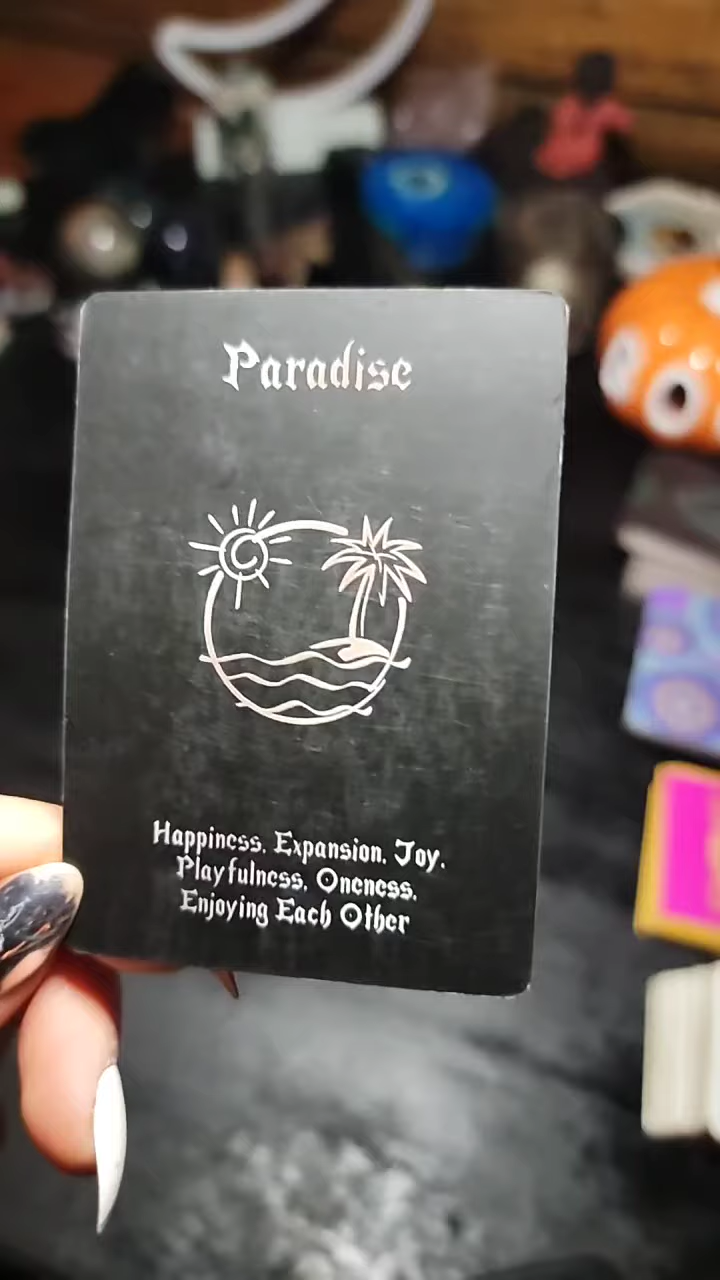 Paradise
Happiness, Expansion, Joy,
Playfulness, Oneness,
Enjoying Each Other